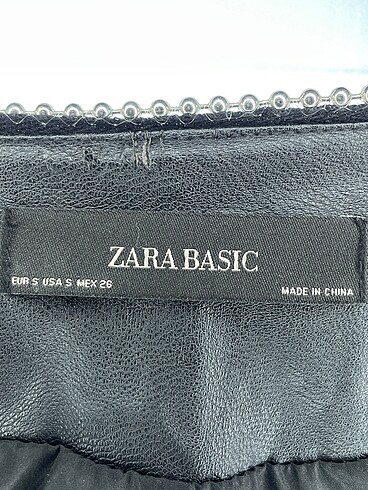 ZARA BASIC
EUR S USA S MEX 26
MADE IN CHINA